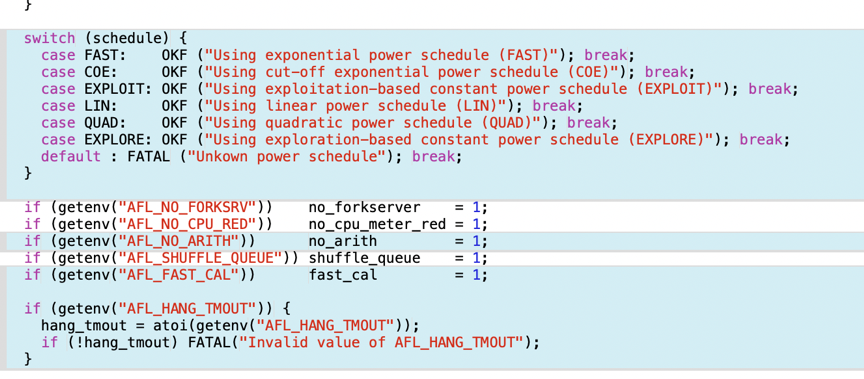 }
switch (schedule) {
case FAST: OKF ("Using exponential power schedule (FAST)"); break;
case COE: OKF ("Using cut-off exponential power schedule (COE)"); break;
case EXPLOIT: OKF ("Using exploitation-based constant power schedule (EXPLOIT)"); break;
case LIN: OKF ("Using linear power schedule (LIN)"); break;
case QUAD: OKF ("Using quadratic power schedule (QUAD)"); break;
case EXPLORE: OKF ("Using exploration-based constant power schedule (EXPLORE)"); break;
default : FATAL ("Unkown power schedule"); break;
}
if (getenv("AFL_NO_FORKSRV")) no_forkserver = 1;
if (getenv("AFL_NO_CPU_RED")) no_cpu_meter_red = 1;
if (getenv("AFL_NO_ARITH")) no_arith = 1;
if (getenv("AFL_SHUFFLE_QUEUE")) shuffle_queue = 1;
if (getenv("AFL_FAST_CAL")) fast_cal = 1;
if (getenv("AFL_HANG_TMOUT")) {
hang_tmout = atoi(getenv("AFL_HANG_TMOUT"));
if (!hang_tmout) FATAL("Invalid value of AFL_HANG_TMOUT");
}